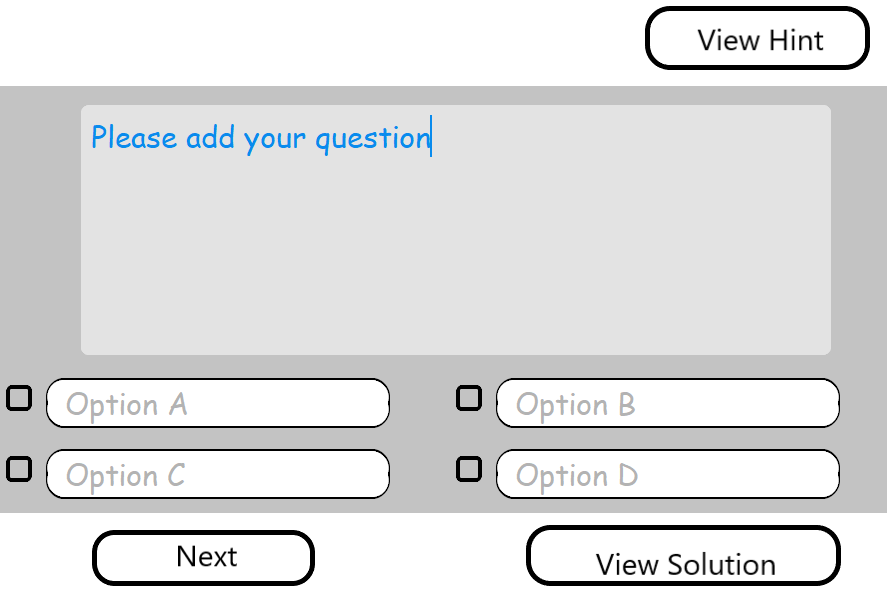 View Hint
Please add your question
Option A
Option B
Option C
Option D
Next
View Solution